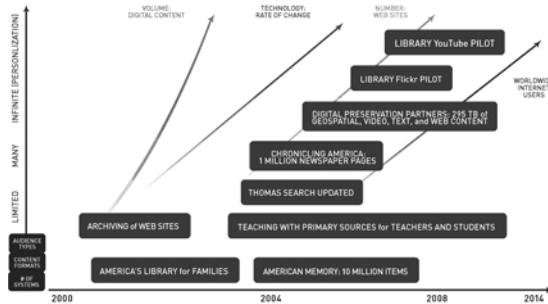 VOLUME:
DIGITAL CONTENT
TECHNOLOGY:
RATE OF CHANGE
NUMBER:
WEB SITES
LIBRARY YouTube PILOT
LIBRARY Flickr PILOT
WORLDWIDE
INTERNET
USERS
DIGITAL PRESERVATION PARTNERS: 295 TB of
GEOSPATIAL, VIDEO, TEXT, and WEB CONTENT
CHRONICLING AMERICA:
1 MILLION NEWSPAPER PAGES
THOMAS SEARCH UPDATED
ARCHIVING of WEB SITES
TEACHING WITH PRIMARY SOURCES for TEACHERS AND STUDENTS
AMERICA'S LIBRARY for FAMILIES
AMERICAN MEMORY: 10 MILLION ITEMS
INFINITE (PERSONLIZATION)
MANY
LIMITED
AUDIENCE
TYPES
CONTENT
FORMATS
# OF
SYSTEMS
2000
2004
2008
2014